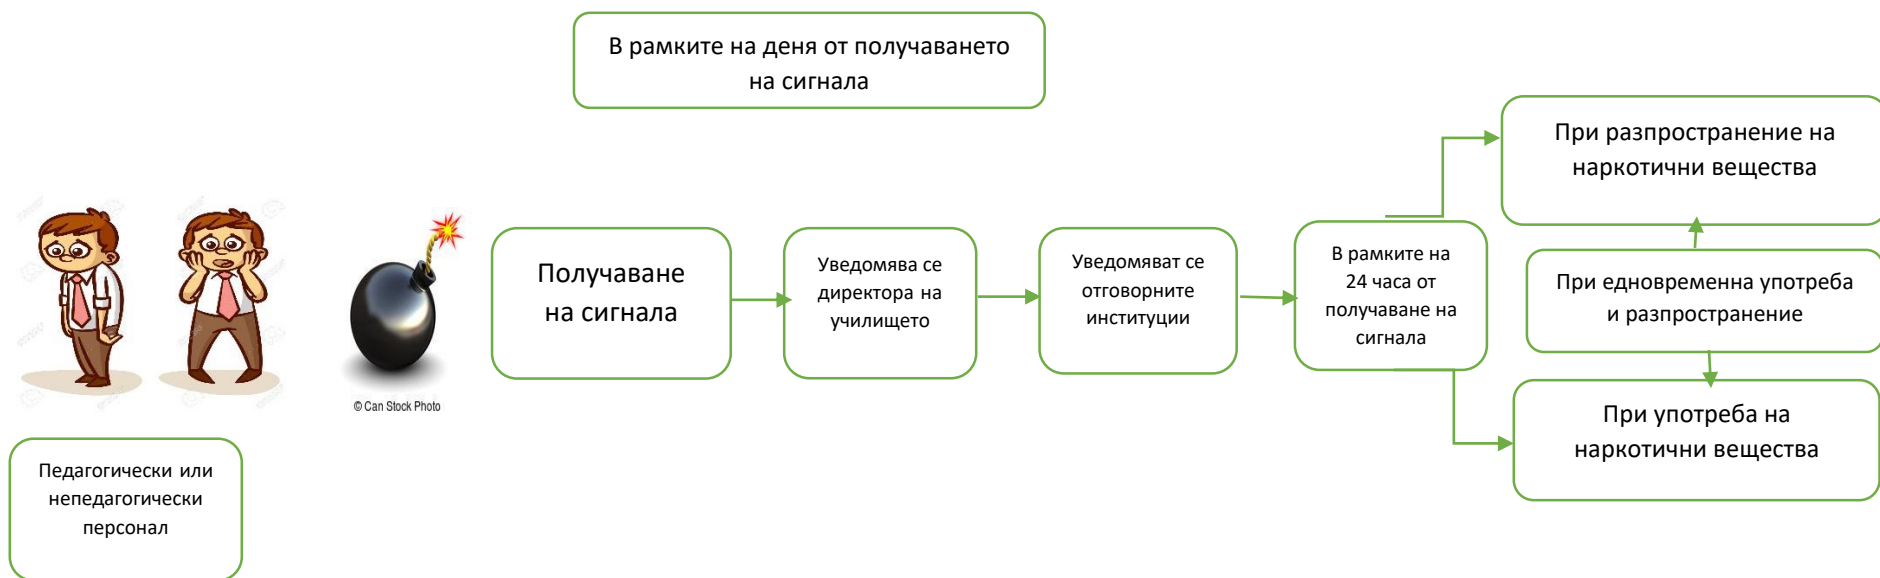 В рамките на деня от получаването
на сигнала
При разпространение на
наркотични вещества
Получаване
на сигнала
Уведомява се
директора на
училището
Уведомяват се
отговорните
институции
В рамките на
24 часа от
получаване на
сигнала
При едновременна употреба
и разпространение
При употреба на
наркотични вещества
© Can Stock Photo
Педагогически или
непедагогически
персонал